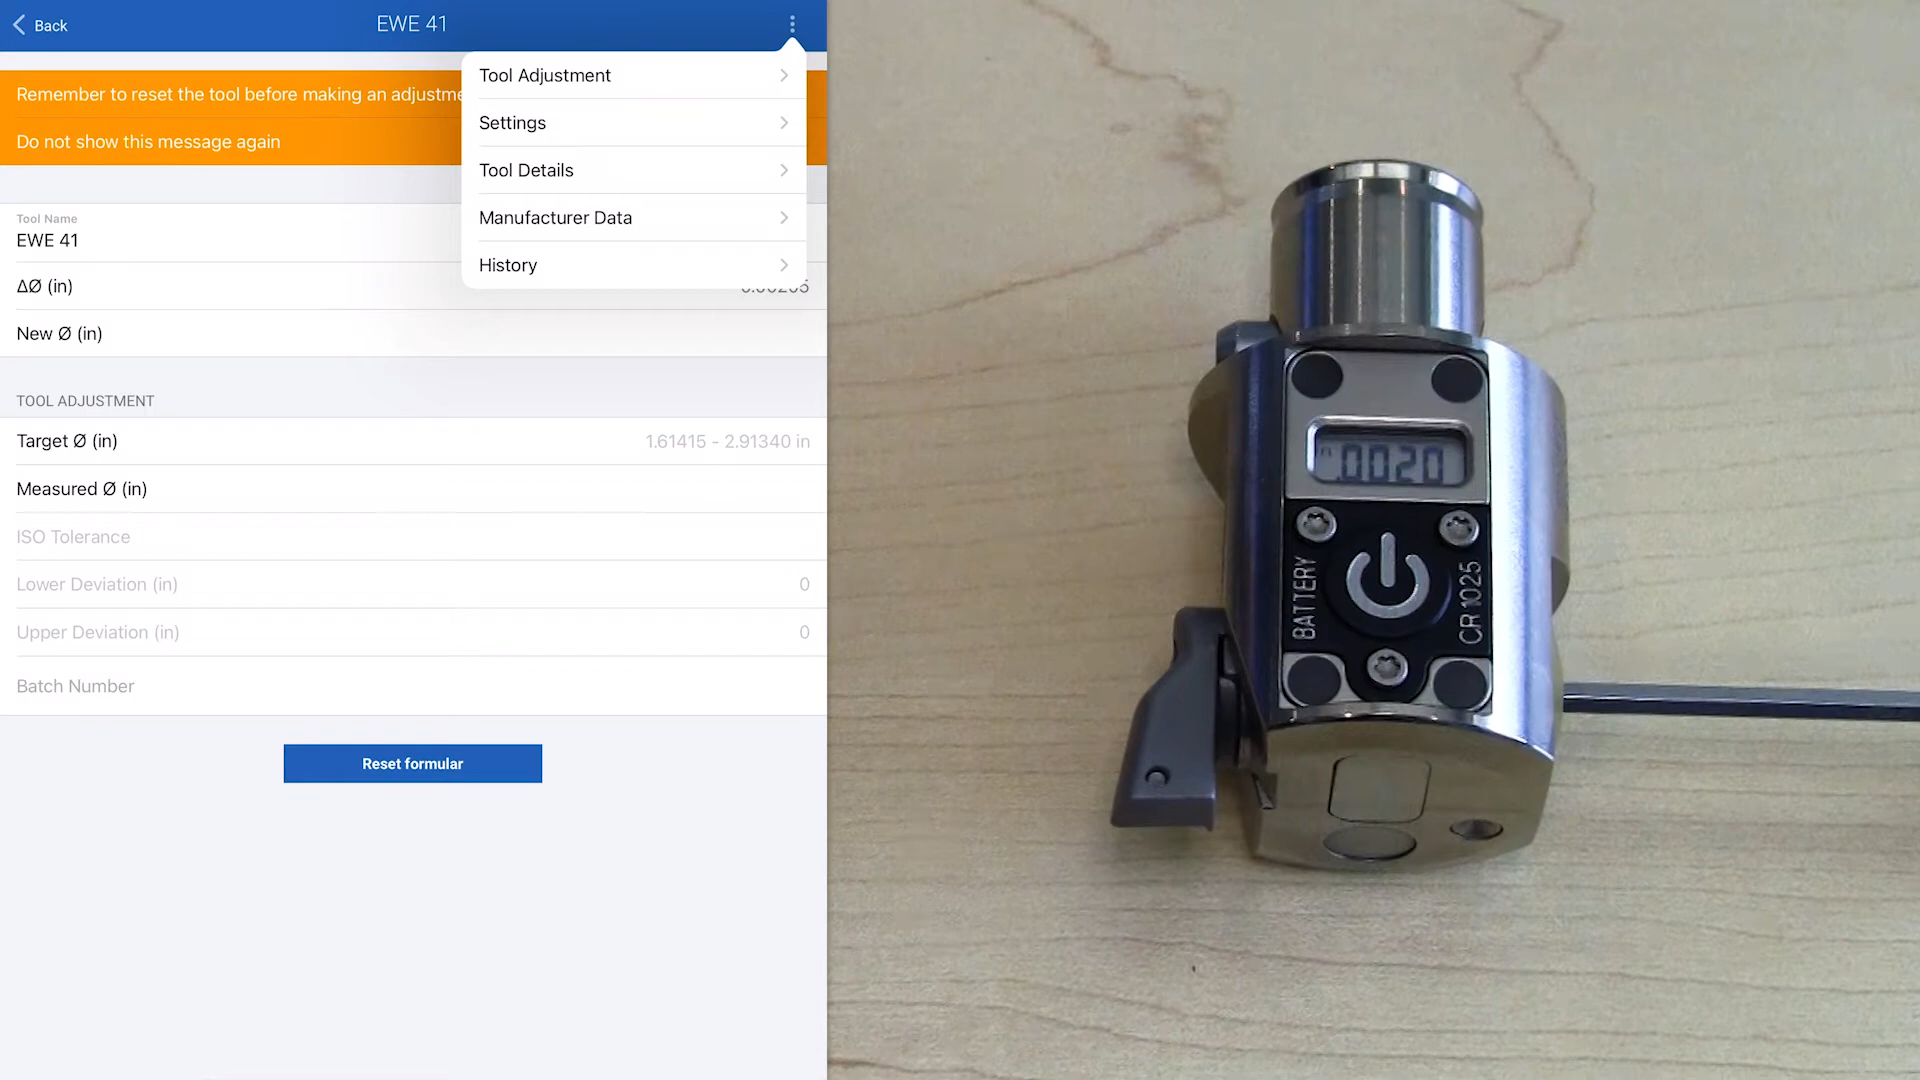 Back
EWE 41
Tool Adjustment
Settings
Tool Details
Manufacturer Data
History
Remember to reset the tool before making an adjustme
Do not show this message again
Tool Name
EWE 41
ΔØ (in)
New Ø (in)
TOOL ADJUSTMENT
Target Ø (in) 1.61415 - 2.91340 in
Measured Ø (in)
ISO Tolerance
Lower Deviation (in) 0
Upper Deviation (in) 0
Batch Number
Reset formular
.0020
BATTERY
CR1025